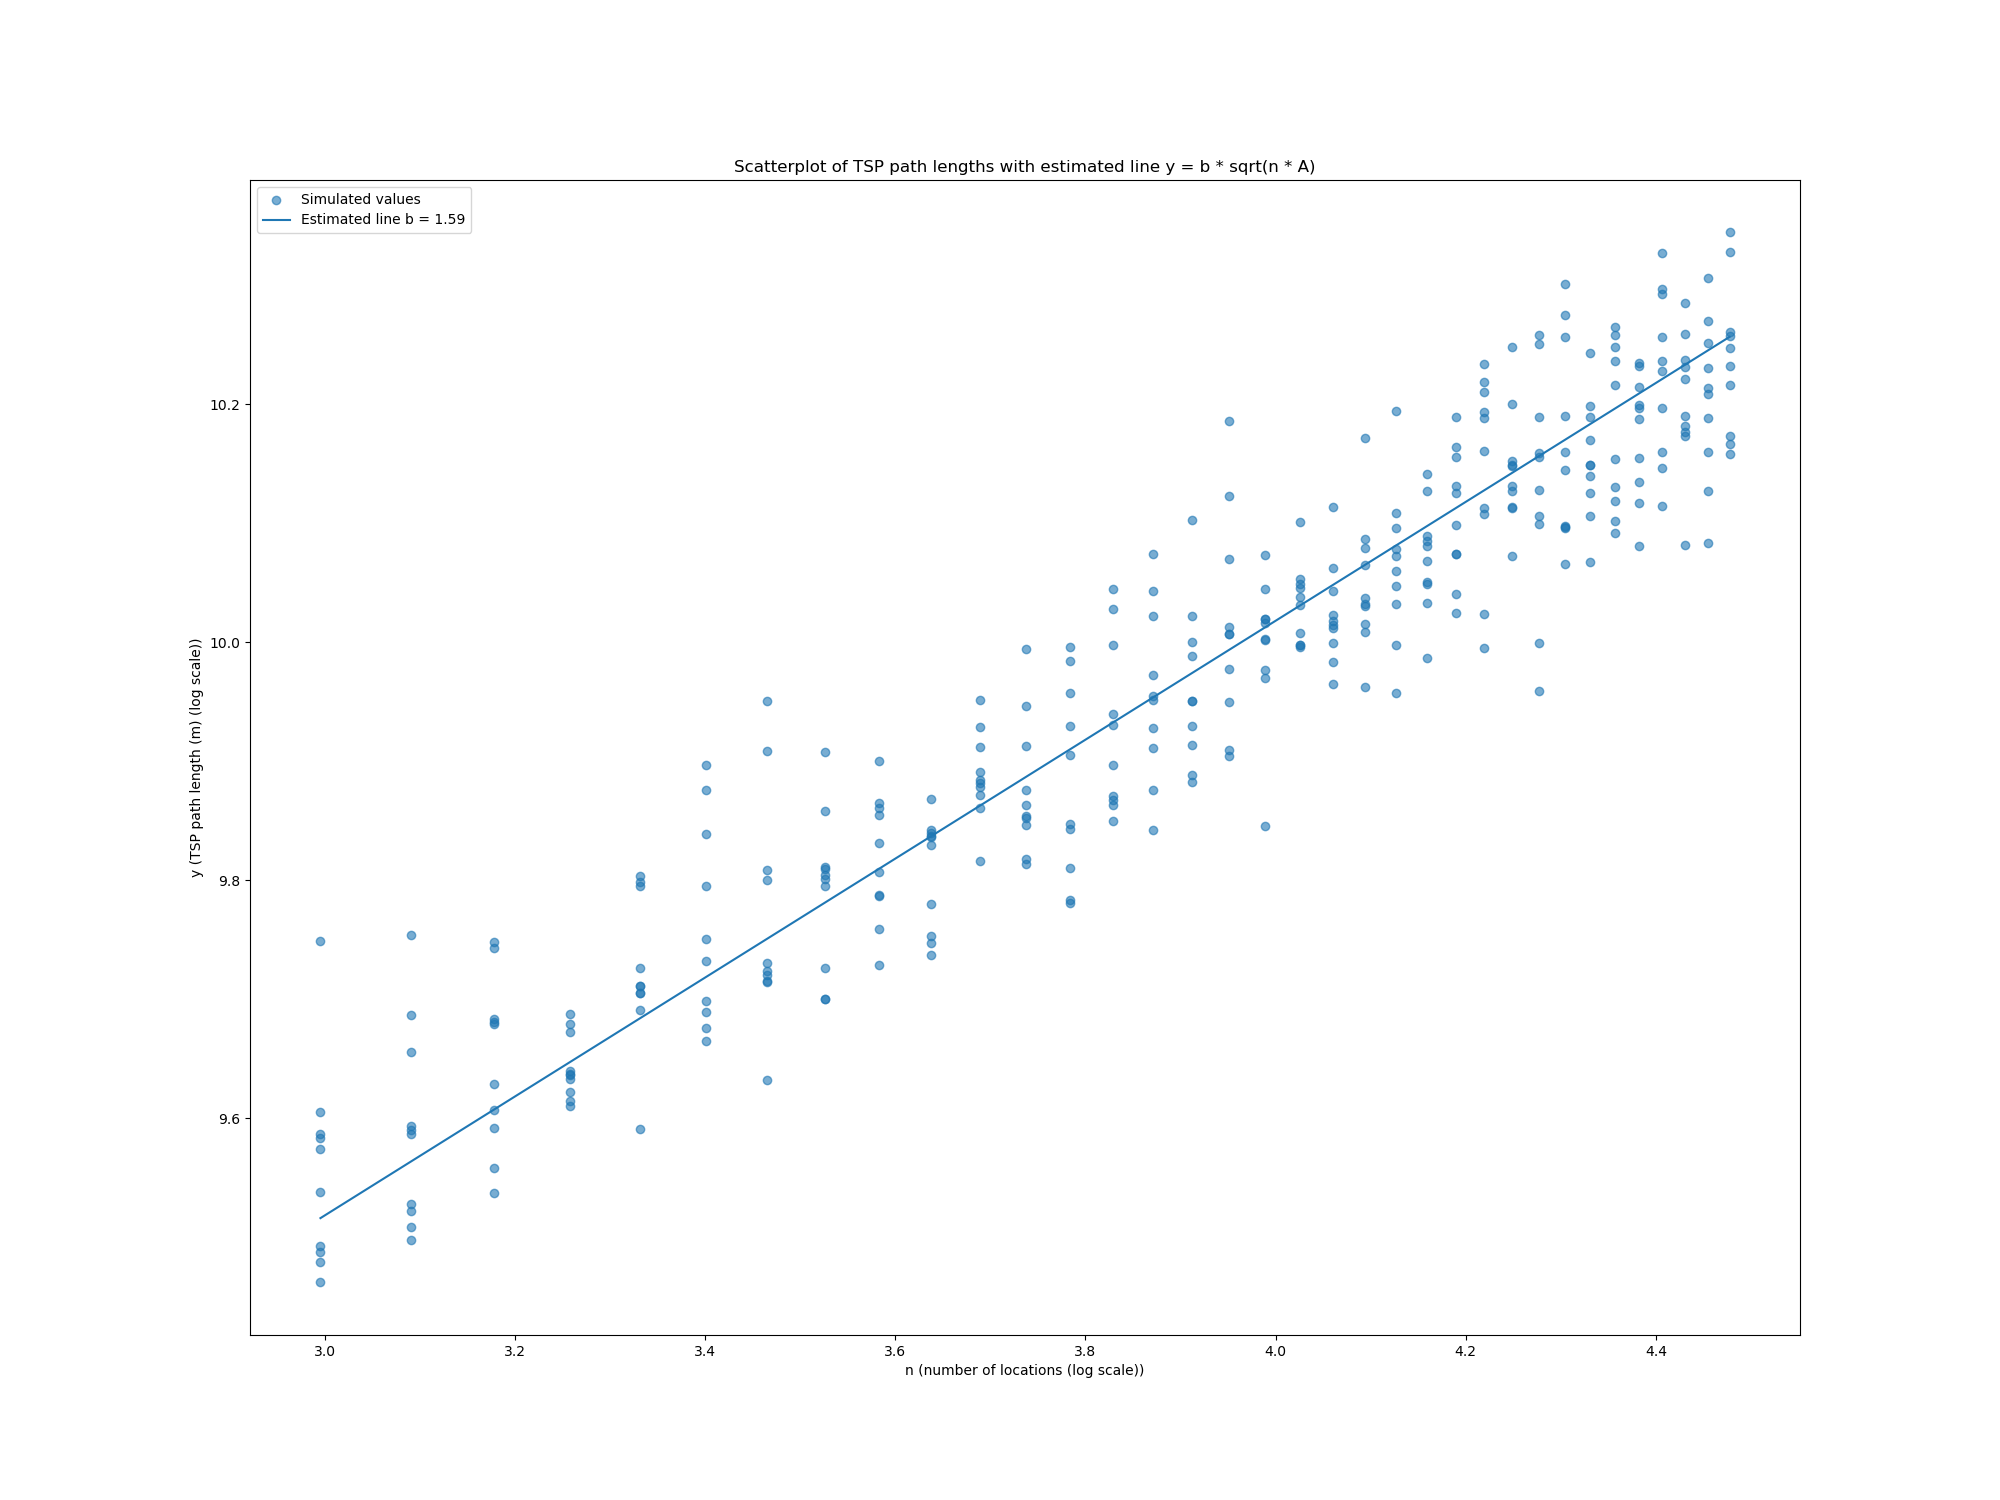 Scatterplot of TSP path lengths with estimated line y = b * sqrt(n * A)
Simulated values
Estimated line b = 1.59
10.2
10.0
9.8
9.6
y (TSP path length (m) (log scale))
3.0 3.2 3.4 3.6 3.8 4.0 4.2 4.4
n (number of locations (log scale))